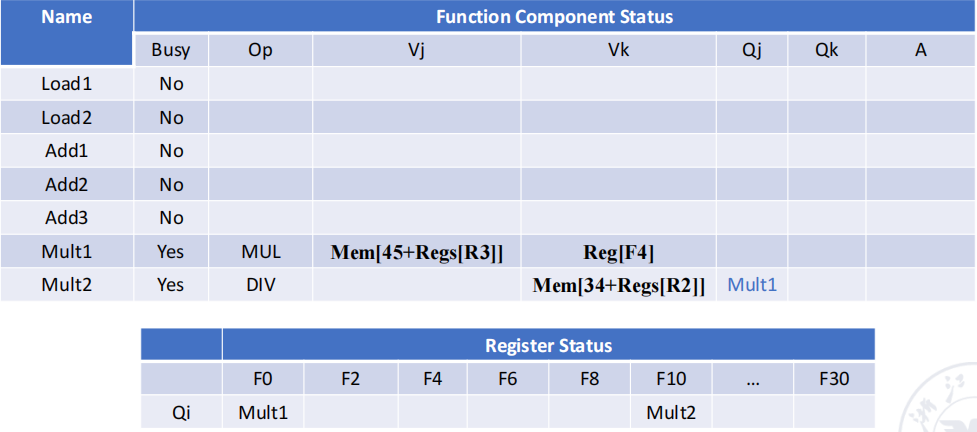 Name Function Component Status
Busy Op Vj Vk Qj Qk A
Load1 No
Load2 No
Add1 No
Add2 No
Add3 No
Mult1 Yes MUL Mem[45+Regs[R3]] Reg[F4]
Mult2 Yes DIV Mem[34+Regs[R2]] Mult1
Register Status
F0 F2 F4 F6 F8 F10 ... F30
Qi Mult1 Mult2